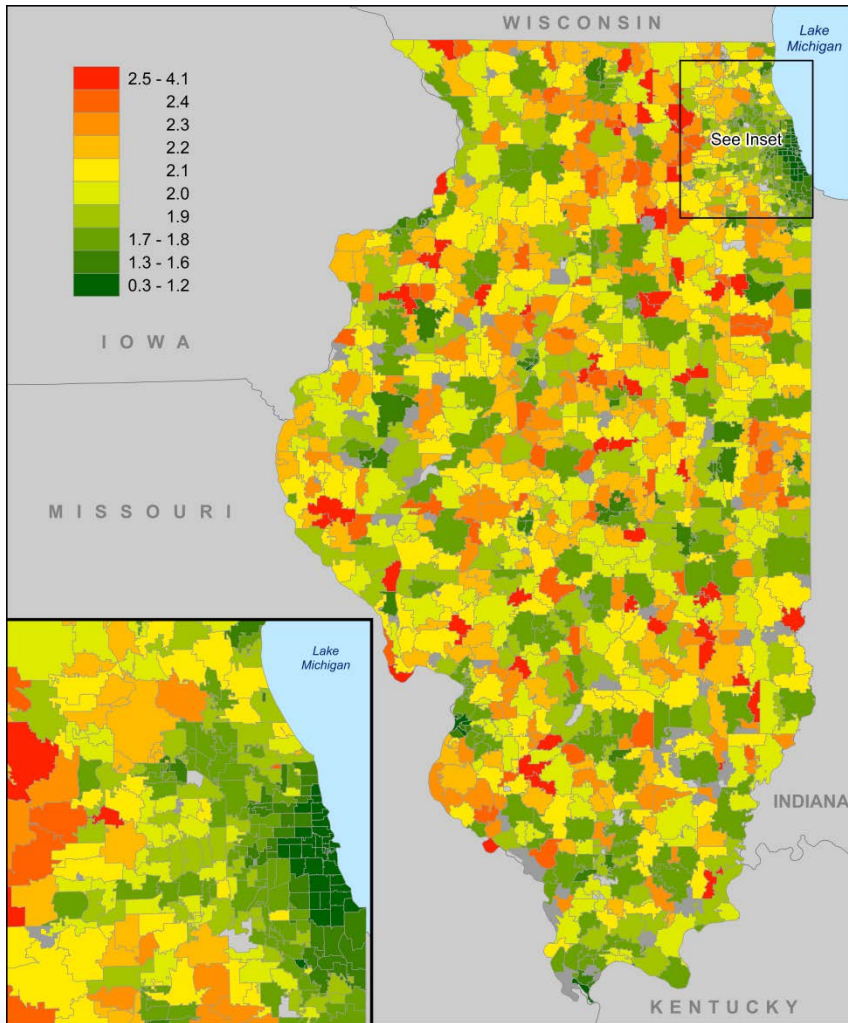 WISCONSIN
Lake
Michigan
2.5 - 4.1
2.4
2.3
2.2
2.1
2.0
1.9
1.7 - 1.8
1.3 - 1.6
0.3 - 1.2
See Inset
IOWA
MISSOURI
Lake
Michigan
INDIANA
KENTUCKY